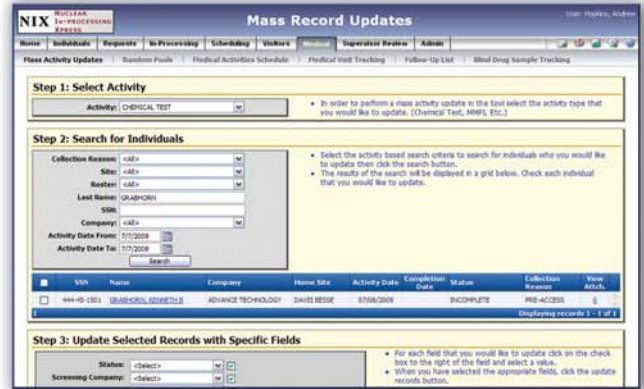 NIX NUCLEAR IN-PROCESSING XPRESS
Mass Record Updates
User: Hopkins, Andrew
Home Individuals Requests In-Processing Scheduling Visitors Medical Supervisor Review Admin
Mass Activity Updates Random Pools Medical Activities Schedule Medical Visit Tracking Follow-Up List Blind Drug Sample Tracking
Step 1: Select Activity
Activity: CHEMICAL TEST
• In order to perform a mass activity update in the tool select the activity type that
you would like to update. (Chemical Test, MMPI, Etc.)
Step 2: Search for Individuals
Collection Reason: <All>
Site: <All>
Roster: <All>
Last Name: GRABHORN
SSN:
Company: <All>
Activity Date From: 7/7/2009
Activity Date To: 7/7/2009
Search
• Select the activity based search criteria to search for individuals who you would like
to update then click the search button.
• The results of the search will be displayed in a grid below. Check each individual
that you would like to update.
SSN Name Company Home Site Activity Date Completion Date Status Collection Reason View Attch.
444-45-1501 GRABHORN, KENNETH B ADVANCE TECHNOLOGY DAVIS BESSE INCOMPLETE PRE-ACCESS 0
1 Displaying records 1 - 1 of 1
Step 3: Update Selected Records with Specific Fields
Status: <Select>
Screening Company: <Select>
• For each field that you would like to update click on the check
box to the right of the field and select a value.
• When you have selected the appropriate fields, click the update
records button.